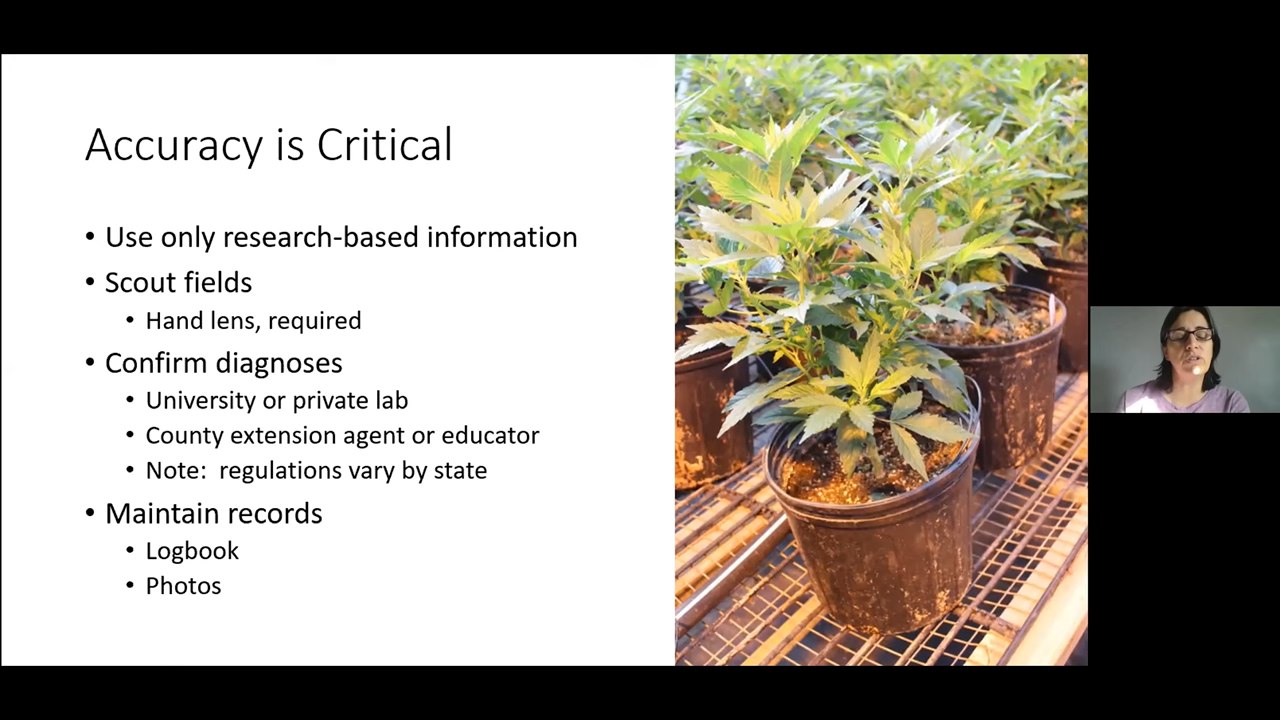 Accuracy is Critical
• Use only research-based information
• Scout fields
• Hand lens, required
• Confirm diagnoses
• University or private lab
• County extension agent or educator
• Note:  regulations vary by state
• Maintain records
• Logbook
• Photos